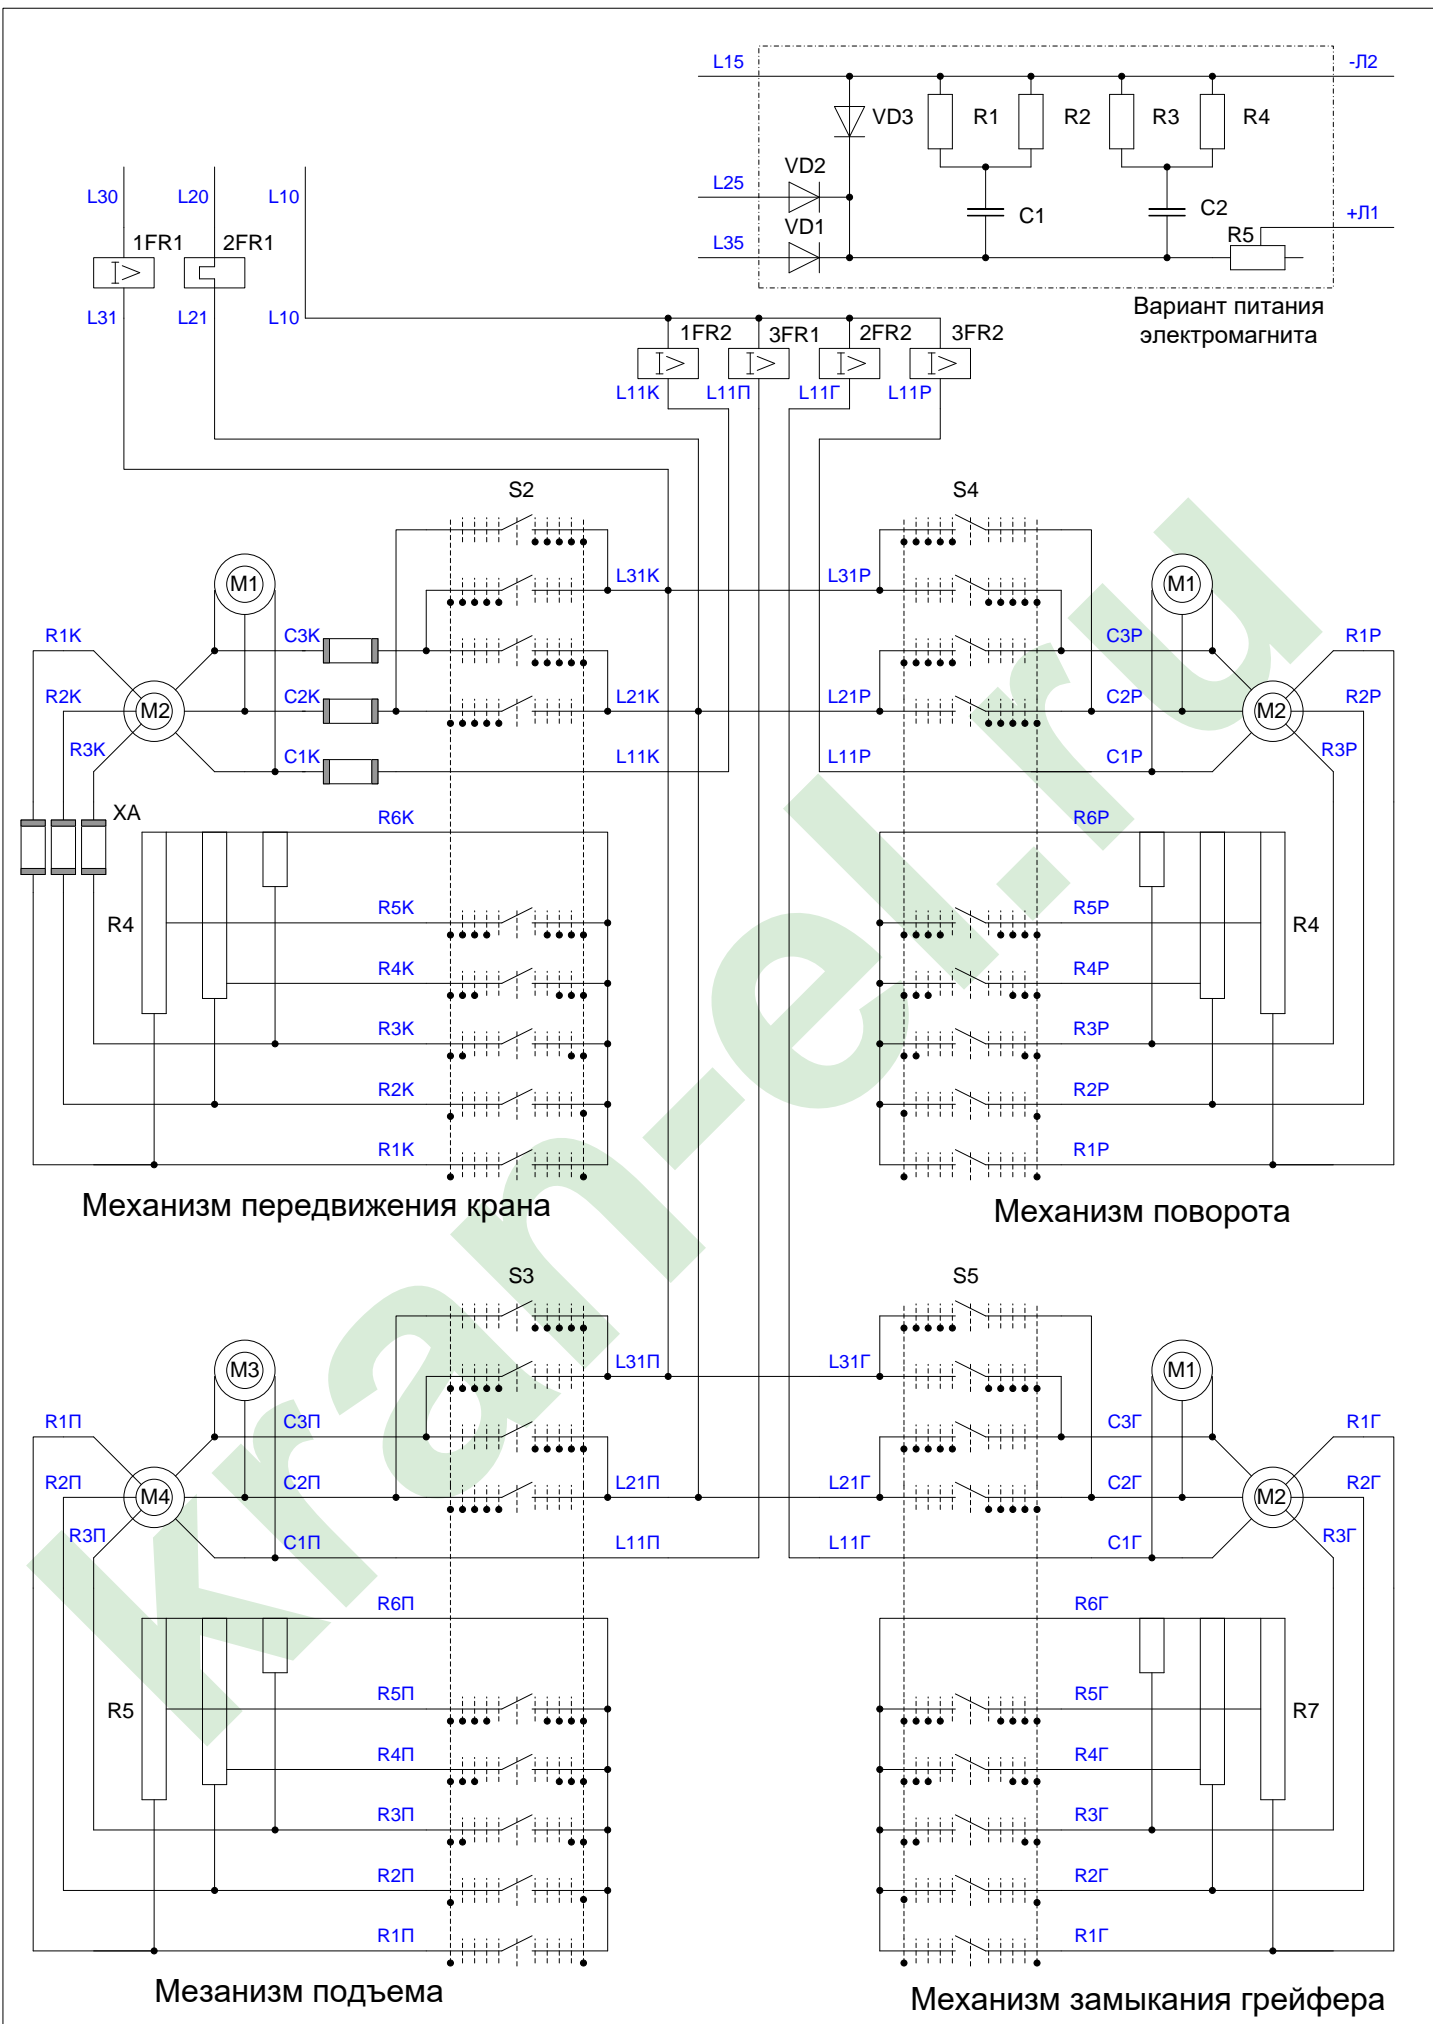 L15
-Л2
VD3
R1
R2
R3
R4
VD2
L25
C1
C2
+Л1
VD1
L35
R5
Вариант питания
электромагнита
L30
L20
L10
1FR1
2FR1
L31
L21
L10
1FR2
3FR1
2FR2
3FR2
L11К
L11П
L11Г
L11Р
S2
S4
M1
L31К
L31Р
M1
R1К
C3К
C3Р
R1Р
R2К
M2
C2К
L21К
L21Р
C2Р
M2
R2Р
R3К
C1К
L11К
L11Р
C1Р
R3Р
XA
R6К
R6Р
R4
R5К
R5Р
R4
R4К
R4Р
R3К
R3Р
R2К
R2Р
R1К
R1Р
Механизм передвижения крана
Механизм поворота
S3
S5
M3
L31П
L31Г
M1
R1П
C3П
C3Г
R1Г
R2П
M4
C2П
L21П
L21Г
C2Г
M2
R2Г
R3П
C1П
L11П
L11Г
C1Г
R3Г
R6П
R6Г
R5
R5П
R5Г
R7
R4П
R4Г
R3П
R3Г
R2П
R2Г
R1П
R1Г
Мезанизм подъема
Механизм замыкания грейфера
kran-el.ru